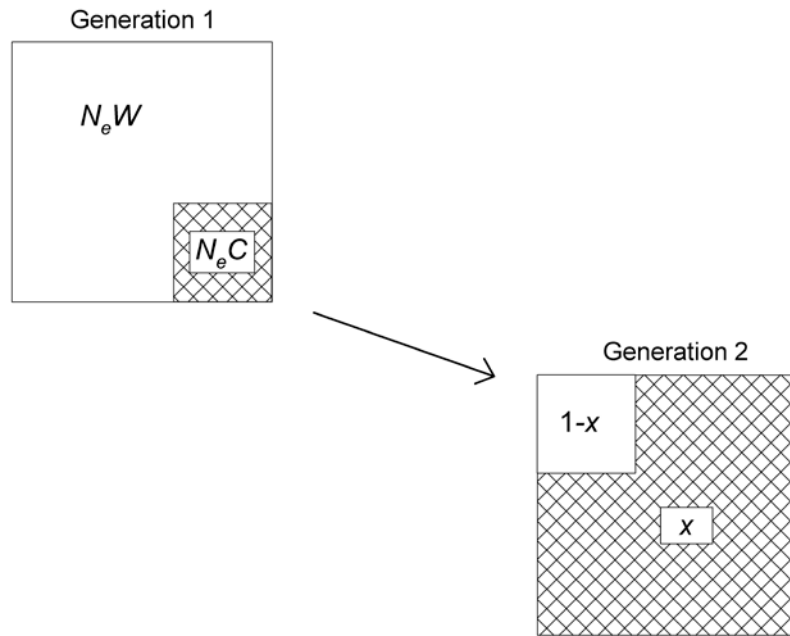 Generation 1
NₑW
NₑC
Generation 2
1-x
x